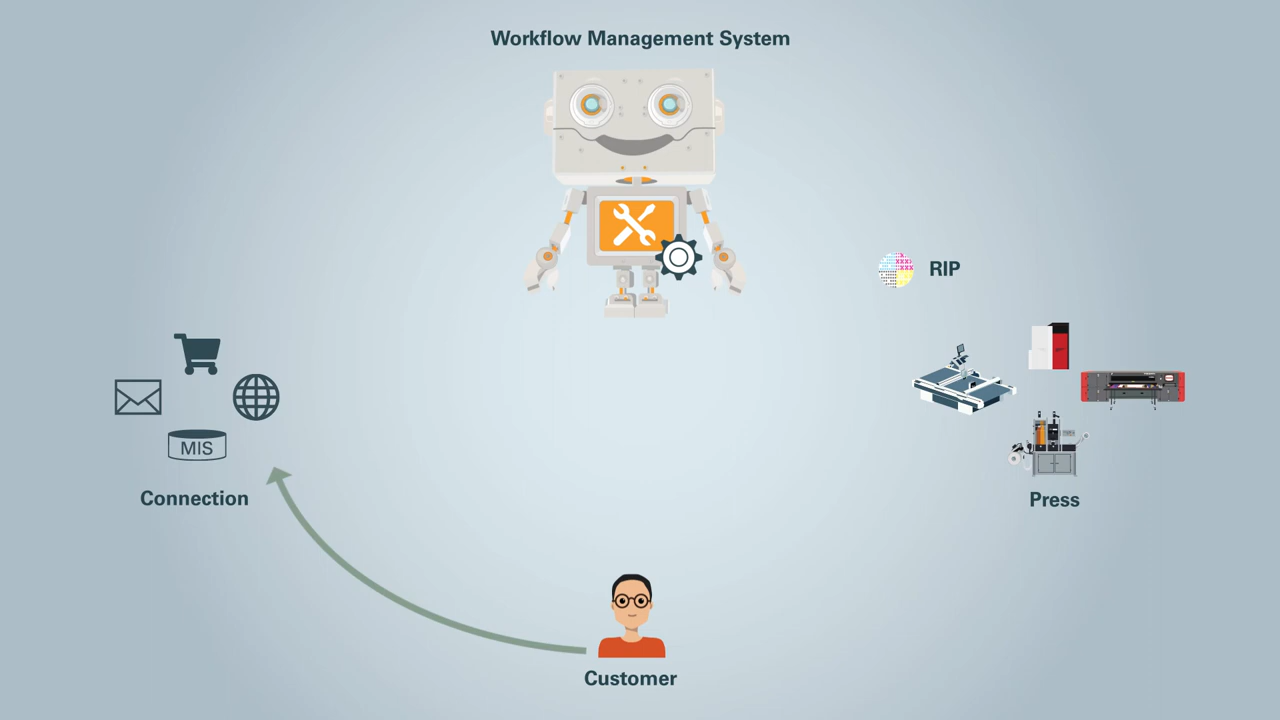 Workflow Management System
RIP
MIS
Connection
Press
Customer